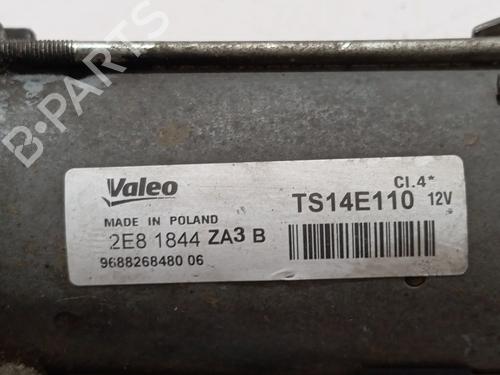 B-PARTS
Valeo
MADE IN POLAND
2E8 1844 ZA3 B
9688268480 06
Cl.4*
TS14E110 12V